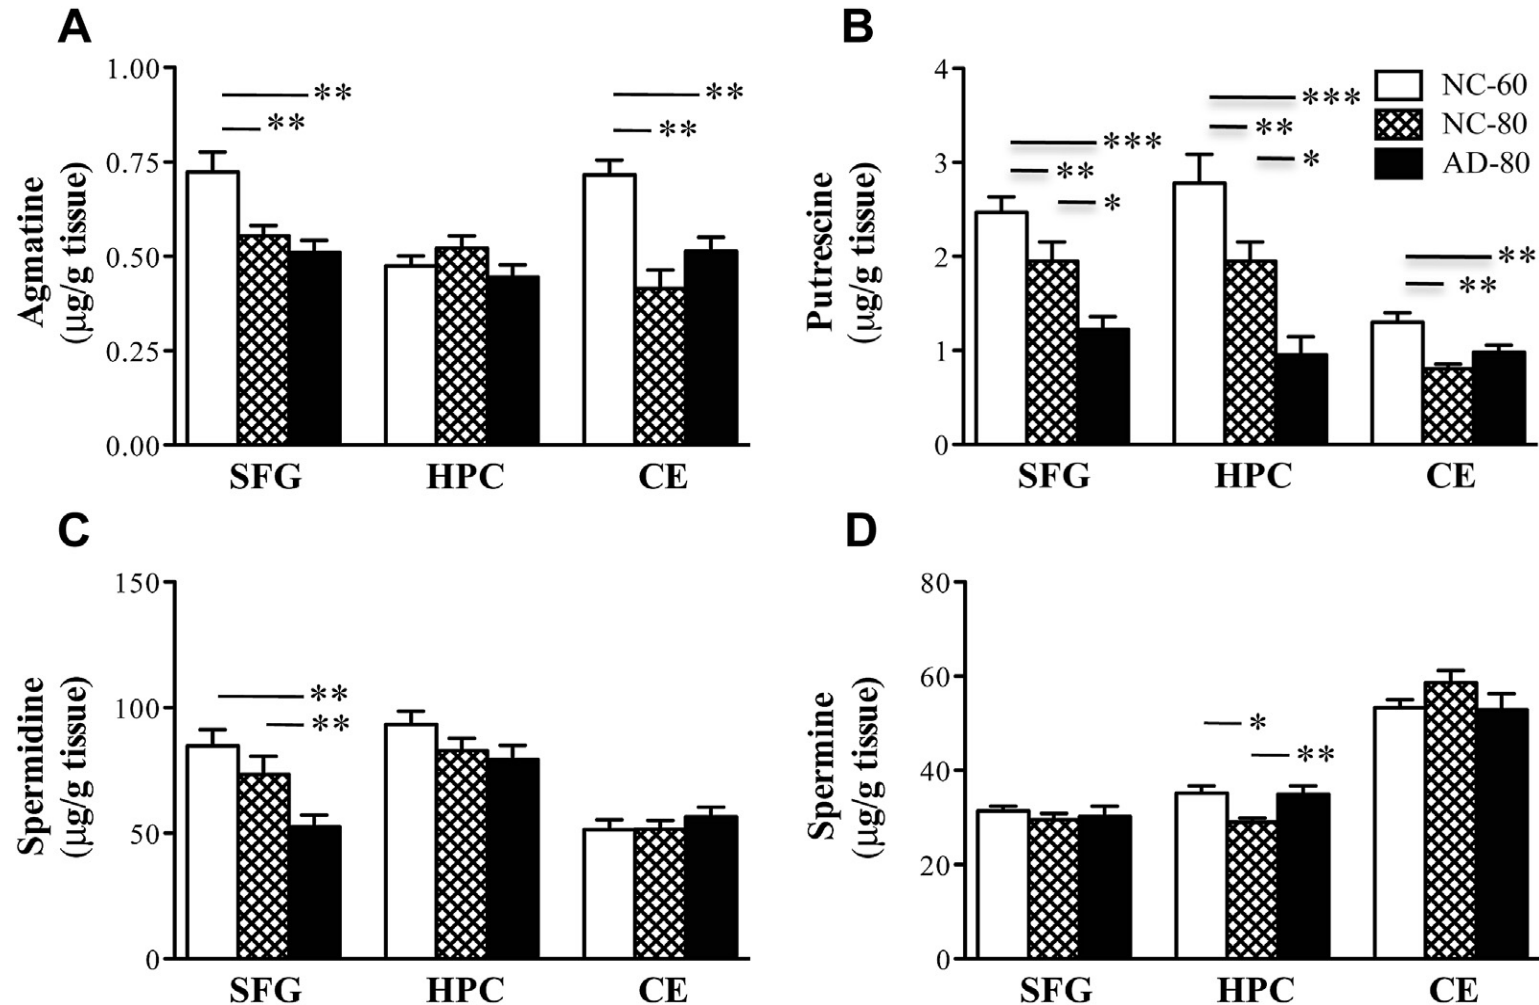 A
Agmatine
(µg/g tissue)
1.00
0.75
0.50
0.25
0.00
**
**
**
**
SFG
HPC
CE
B
Putrescine
(µg/g tissue)
4
3
2
1
0
***
**
*
***
**
*
**
**
NC-60
NC-80
AD-80
SFG
HPC
CE
C
Spermidine
(µg/g tissue)
150
100
50
0
**
**
SFG
HPC
CE
D
Spermine
(µg/g tissue)
80
60
40
20
0
*
**
SFG
HPC
CE